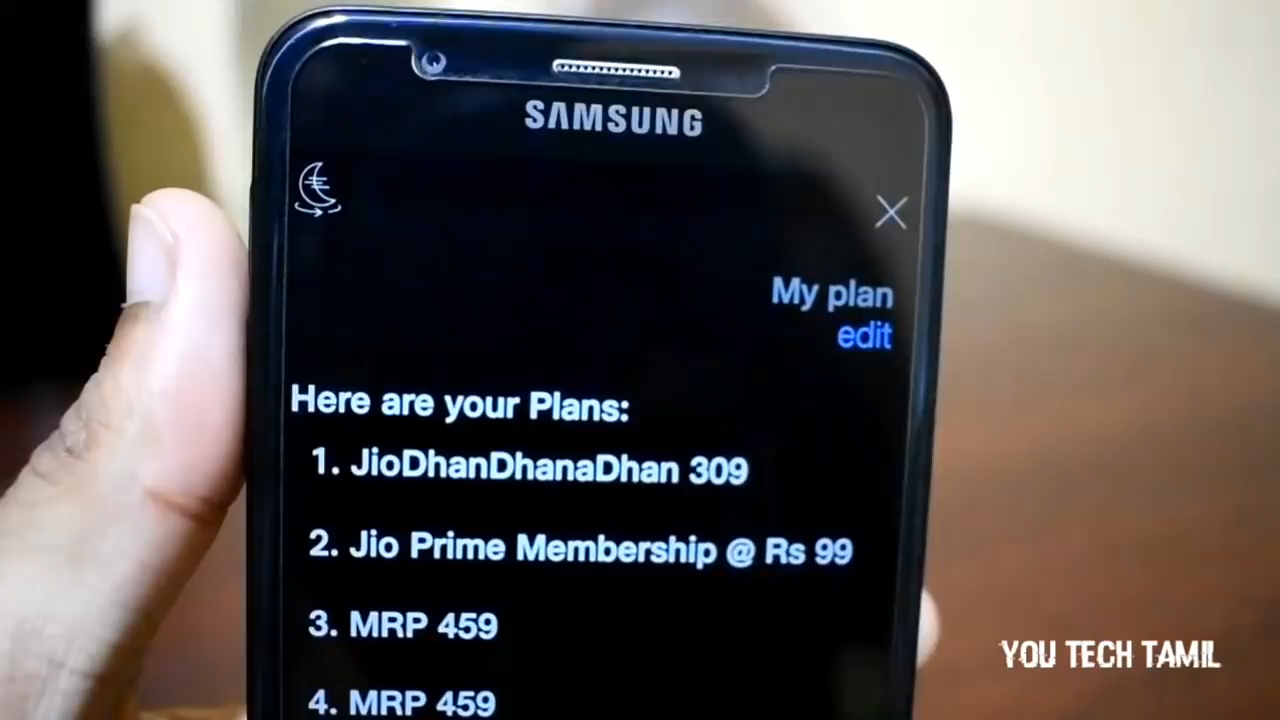 SAMSUNG
My plan
edit
Here are your Plans:
1. JioDhanDhanaDhan 309
2. Jio Prime Membership @ Rs 99
3. MRP 459
4. MRP 459
YOU TECH TAMIL